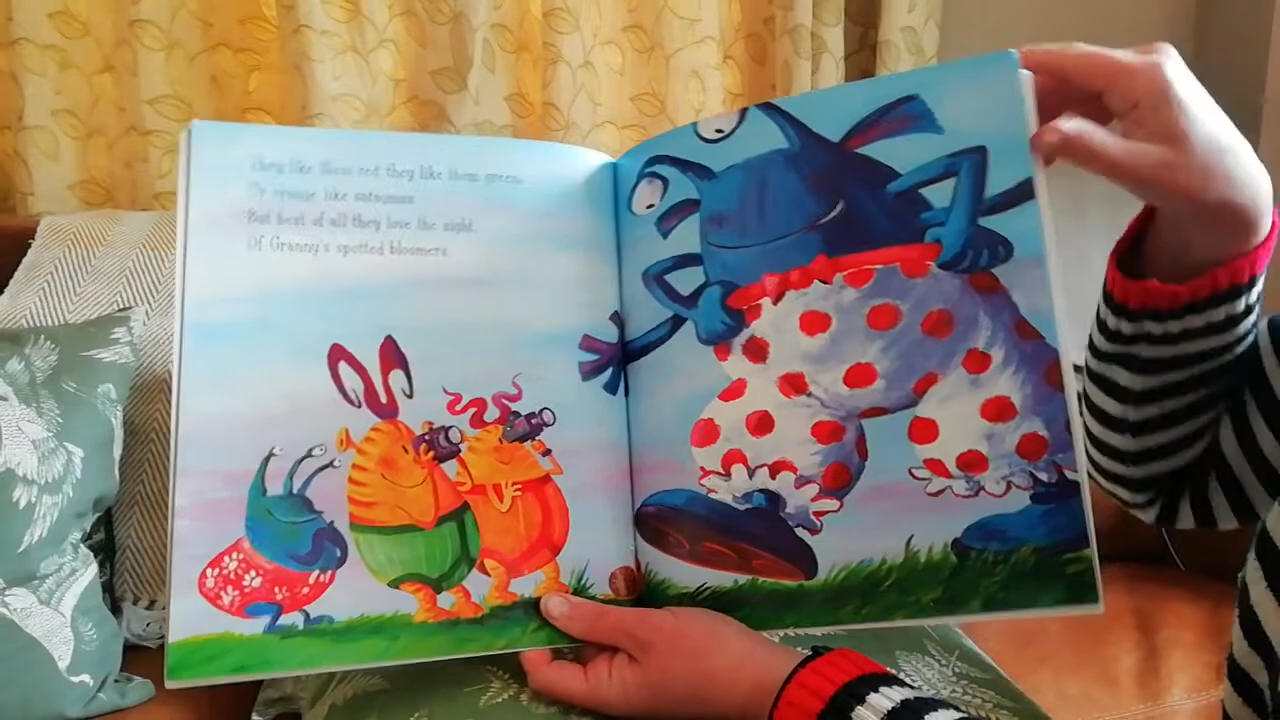 They like them red they like them green
Or orange like satsumas
But best of all they love the sight
Of Granny's spotted bloomers